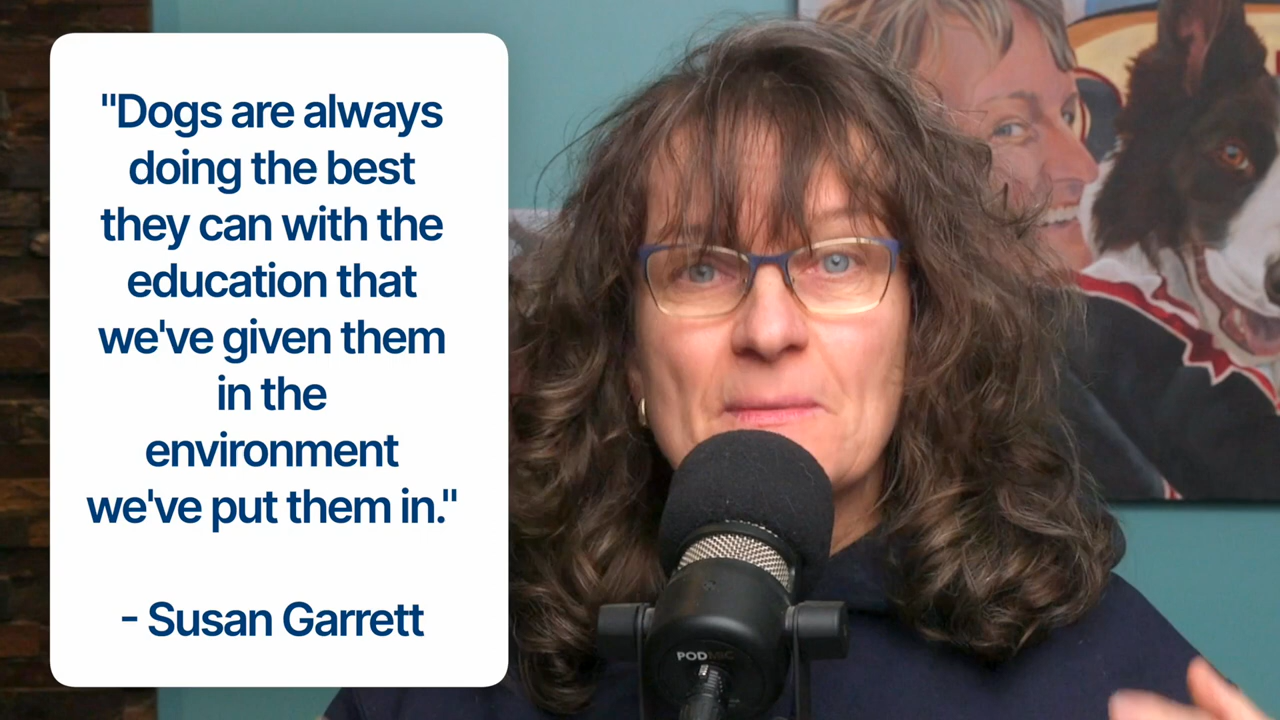 "Dogs are always
doing the best
they can with the
education that
we've given them
in the
environment
we've put them in."
- Susan Garrett
PODMIC